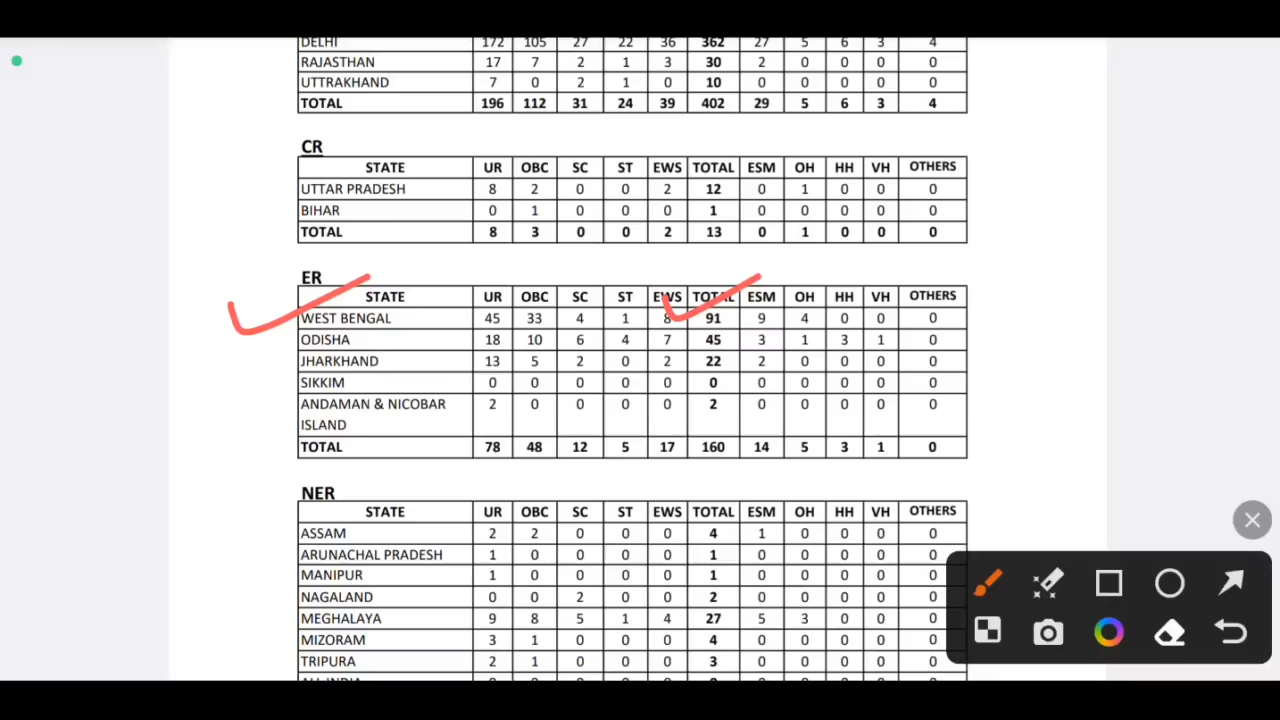 DELHI 172 105 27 22 36 362 27 5 6 3 4
RAJASTHAN 17 7 2 1 3 30 2 0 0 0 0
UTTRAKHAND 7 0 2 1 0 10 0 0 0 0 0
TOTAL 196 112 31 24 39 402 29 5 6 3 4
CR
STATE UR OBC SC ST EWS TOTAL ESM OH HH VH OTHERS
UTTAR PRADESH 8 2 0 0 2 12 0 1 0 0 0
BIHAR 0 1 0 0 0 1 0 0 0 0 0
TOTAL 8 3 0 0 2 13 0 1 0 0 0
ER
STATE UR OBC SC ST EWS TOTAL ESM OH HH VH OTHERS
WEST BENGAL 45 33 4 1 8 91 9 4 0 0 0
ODISHA 18 10 6 4 7 45 3 1 3 1 0
JHARKHAND 13 5 2 0 2 22 2 0 0 0 0
SIKKIM 0 0 0 0 0 0 0 0 0 0 0
ANDAMAN & NICOBAR 2 0 0 0 0 2 0 0 0 0 0
ISLAND
TOTAL 78 48 12 5 17 160 14 5 3 1 0
NER
STATE UR OBC SC ST EWS TOTAL ESM OH HH VH OTHERS
ASSAM 2 2 0 0 0 4 1 0 0 0 0
ARUNACHAL PRADESH 1 0 0 0 0 1 0 0 0 0 0
MANIPUR 1 0 0 0 0 1 0 0 0 0
NAGALAND 0 0 2 0 0 2 0 0 0 0
MEGHALAYA 9 8 5 1 4 27 5 3 0 0
MIZORAM 3 1 0 0 0 4 0 0 0 0
TRIPURA 2 1 0 0 0 3 0 0 0 0